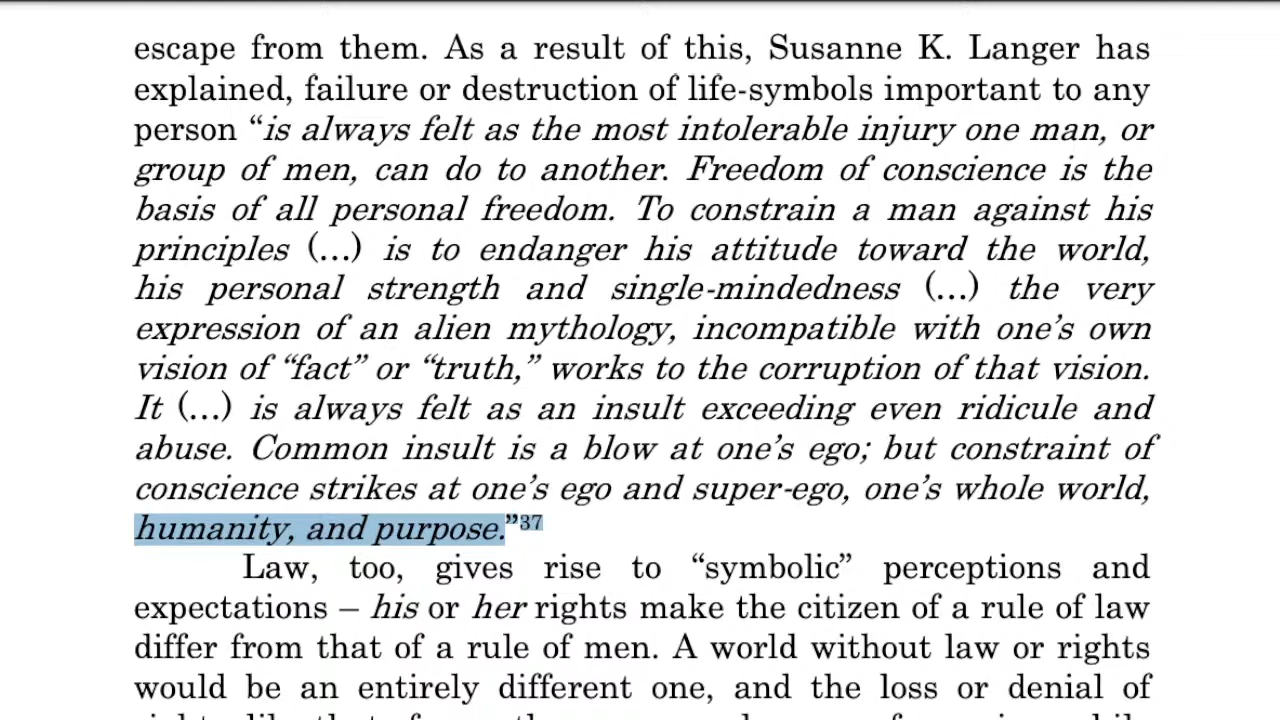 escape from them. As a result of this, Susanne K. Langer has
explained, failure or destruction of life-symbols important to any
person “is always felt as the most intolerable injury one man, or
group of men, can do to another. Freedom of conscience is the
basis of all personal freedom. To constrain a man against his
principles (…) is to endanger his attitude toward the world,
his personal strength and single-mindedness (…) the very
expression of an alien mythology, incompatible with one’s own
vision of “fact” or “truth,” works to the corruption of that vision.
It (…) is always felt as an insult exceeding even ridicule and
abuse. Common insult is a blow at one’s ego; but constraint of
conscience strikes at one’s ego and super-ego, one’s whole world,
humanity, and purpose.”37
Law, too, gives rise to “symbolic” perceptions and
expectations – his or her rights make the citizen of a rule of law
differ from that of a rule of men. A world without law or rights
would be an entirely different one, and the loss or denial of